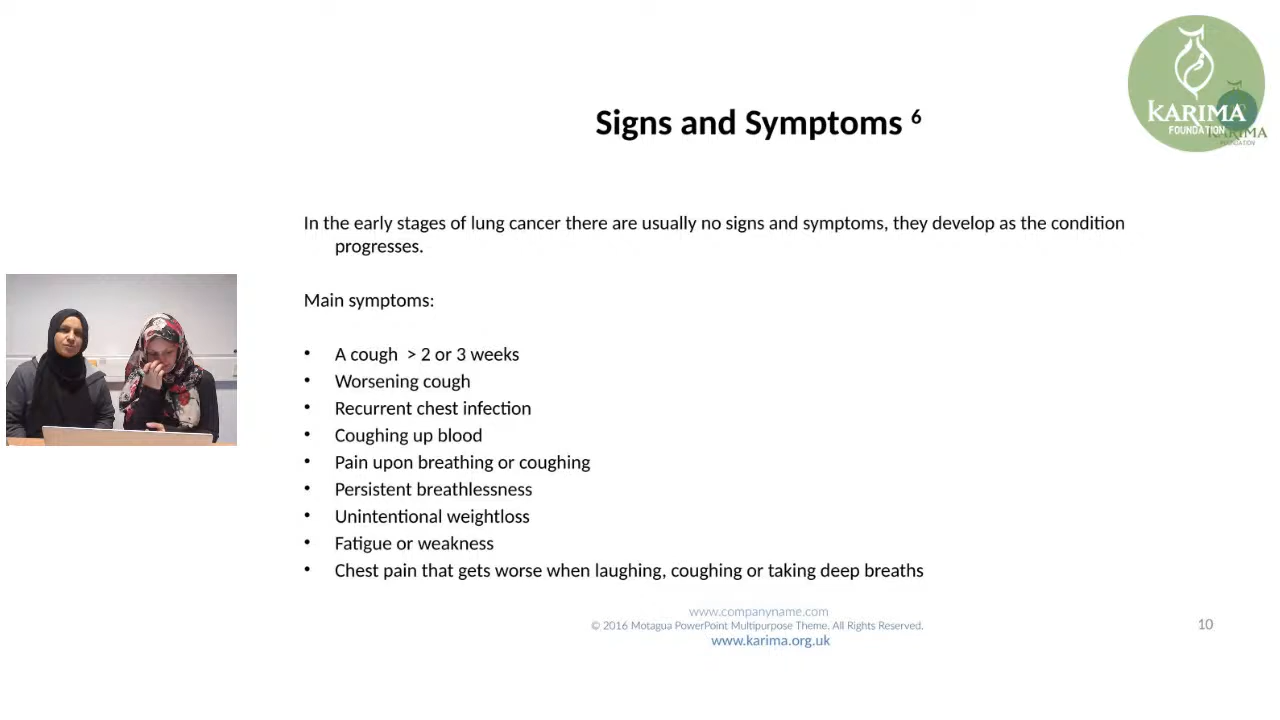 KARIMA
FOUNDATION
KARIMA
FOUNDATION
Signs and Symptoms 6
In the early stages of lung cancer there are usually no signs and symptoms, they develop as the condition
progresses.
Main symptoms:
• A cough > 2 or 3 weeks
• Worsening cough
• Recurrent chest infection
• Coughing up blood
• Pain upon breathing or coughing
• Persistent breathlessness
• Unintentional weightloss
• Fatigue or weakness
• Chest pain that gets worse when laughing, coughing or taking deep breaths
www.companyname.com
© 2016 Motagua PowerPoint Multipurpose Theme. All Rights Reserved.
www.karima.org.uk
10